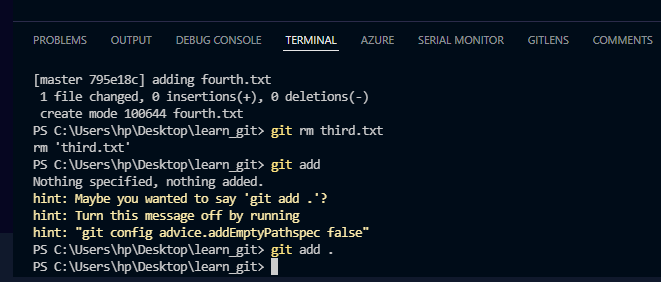 PROBLEMS OUTPUT DEBUG CONSOLE TERMINAL AZURE SERIAL MONITOR GITLENS COMMENTS
[master 795e18c] adding fourth.txt
 1 file changed, 0 insertions(+), 0 deletions(-)
 create mode 100644 fourth.txt
PS C:\Users\hp\Desktop\learn_git> git rm third.txt
rm 'third.txt'
PS C:\Users\hp\Desktop\learn_git> git add
Nothing specified, nothing added.
hint: Maybe you wanted to say 'git add .'?
hint: Turn this message off by running
hint: "git config advice.addEmptyPathspec false"
PS C:\Users\hp\Desktop\learn_git> git add .
PS C:\Users\hp\Desktop\learn_git>